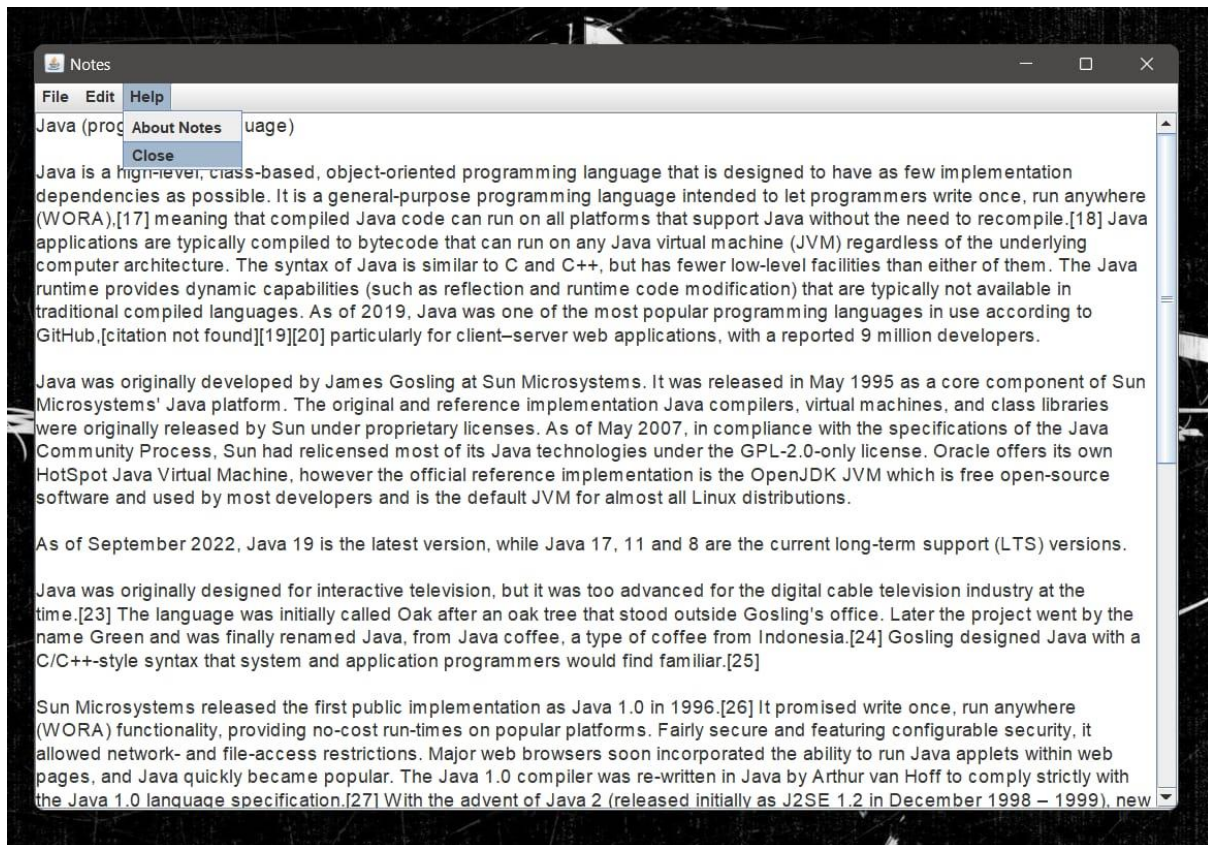 Notes
File Edit Help
Java (prog uage)
About Notes
Close
Java is a high-level, class-based, object-oriented programming language that is designed to have as few implementation
dependencies as possible. It is a general-purpose programming language intended to let programmers write once, run anywhere
(WORA),[17] meaning that compiled Java code can run on all platforms that support Java without the need to recompile.[18] Java
applications are typically compiled to bytecode that can run on any Java virtual machine (JVM) regardless of the underlying
computer architecture. The syntax of Java is similar to C and C++, but has fewer low-level facilities than either of them. The Java
runtime provides dynamic capabilities (such as reflection and runtime code modification) that are typically not available in
traditional compiled languages. As of 2019, Java was one of the most popular programming languages in use according to
GitHub,[citation not found][19][20] particularly for client–server web applications, with a reported 9 million developers.
Java was originally developed by James Gosling at Sun Microsystems. It was released in May 1995 as a core component of Sun
Microsystems' Java platform. The original and reference implementation Java compilers, virtual machines, and class libraries
were originally released by Sun under proprietary licenses. As of May 2007, in compliance with the specifications of the Java
Community Process, Sun had relicensed most of its Java technologies under the GPL-2.0-only license. Oracle offers its own
HotSpot Java Virtual Machine, however the official reference implementation is the OpenJDK JVM which is free open-source
software and used by most developers and is the default JVM for almost all Linux distributions.
As of September 2022, Java 19 is the latest version, while Java 17, 11 and 8 are the current long-term support (LTS) versions.
Java was originally designed for interactive television, but it was too advanced for the digital cable television industry at the
time.[23] The language was initially called Oak after an oak tree that stood outside Gosling's office. Later the project went by the
name Green and was finally renamed Java, from Java coffee, a type of coffee from Indonesia.[24] Gosling designed Java with a
C/C++-style syntax that system and application programmers would find familiar.[25]
Sun Microsystems released the first public implementation as Java 1.0 in 1996.[26] It promised write once, run anywhere
(WORA) functionality, providing no-cost run-times on popular platforms. Fairly secure and featuring configurable security, it
allowed network- and file-access restrictions. Major web browsers soon incorporated the ability to run Java applets within web
pages, and Java quickly became popular. The Java 1.0 compiler was re-written in Java by Arthur van Hoff to comply strictly with
the Java 1.0 language specification.[27] With the advent of Java 2 (released initially as J2SE 1.2 in December 1998 – 1999), new